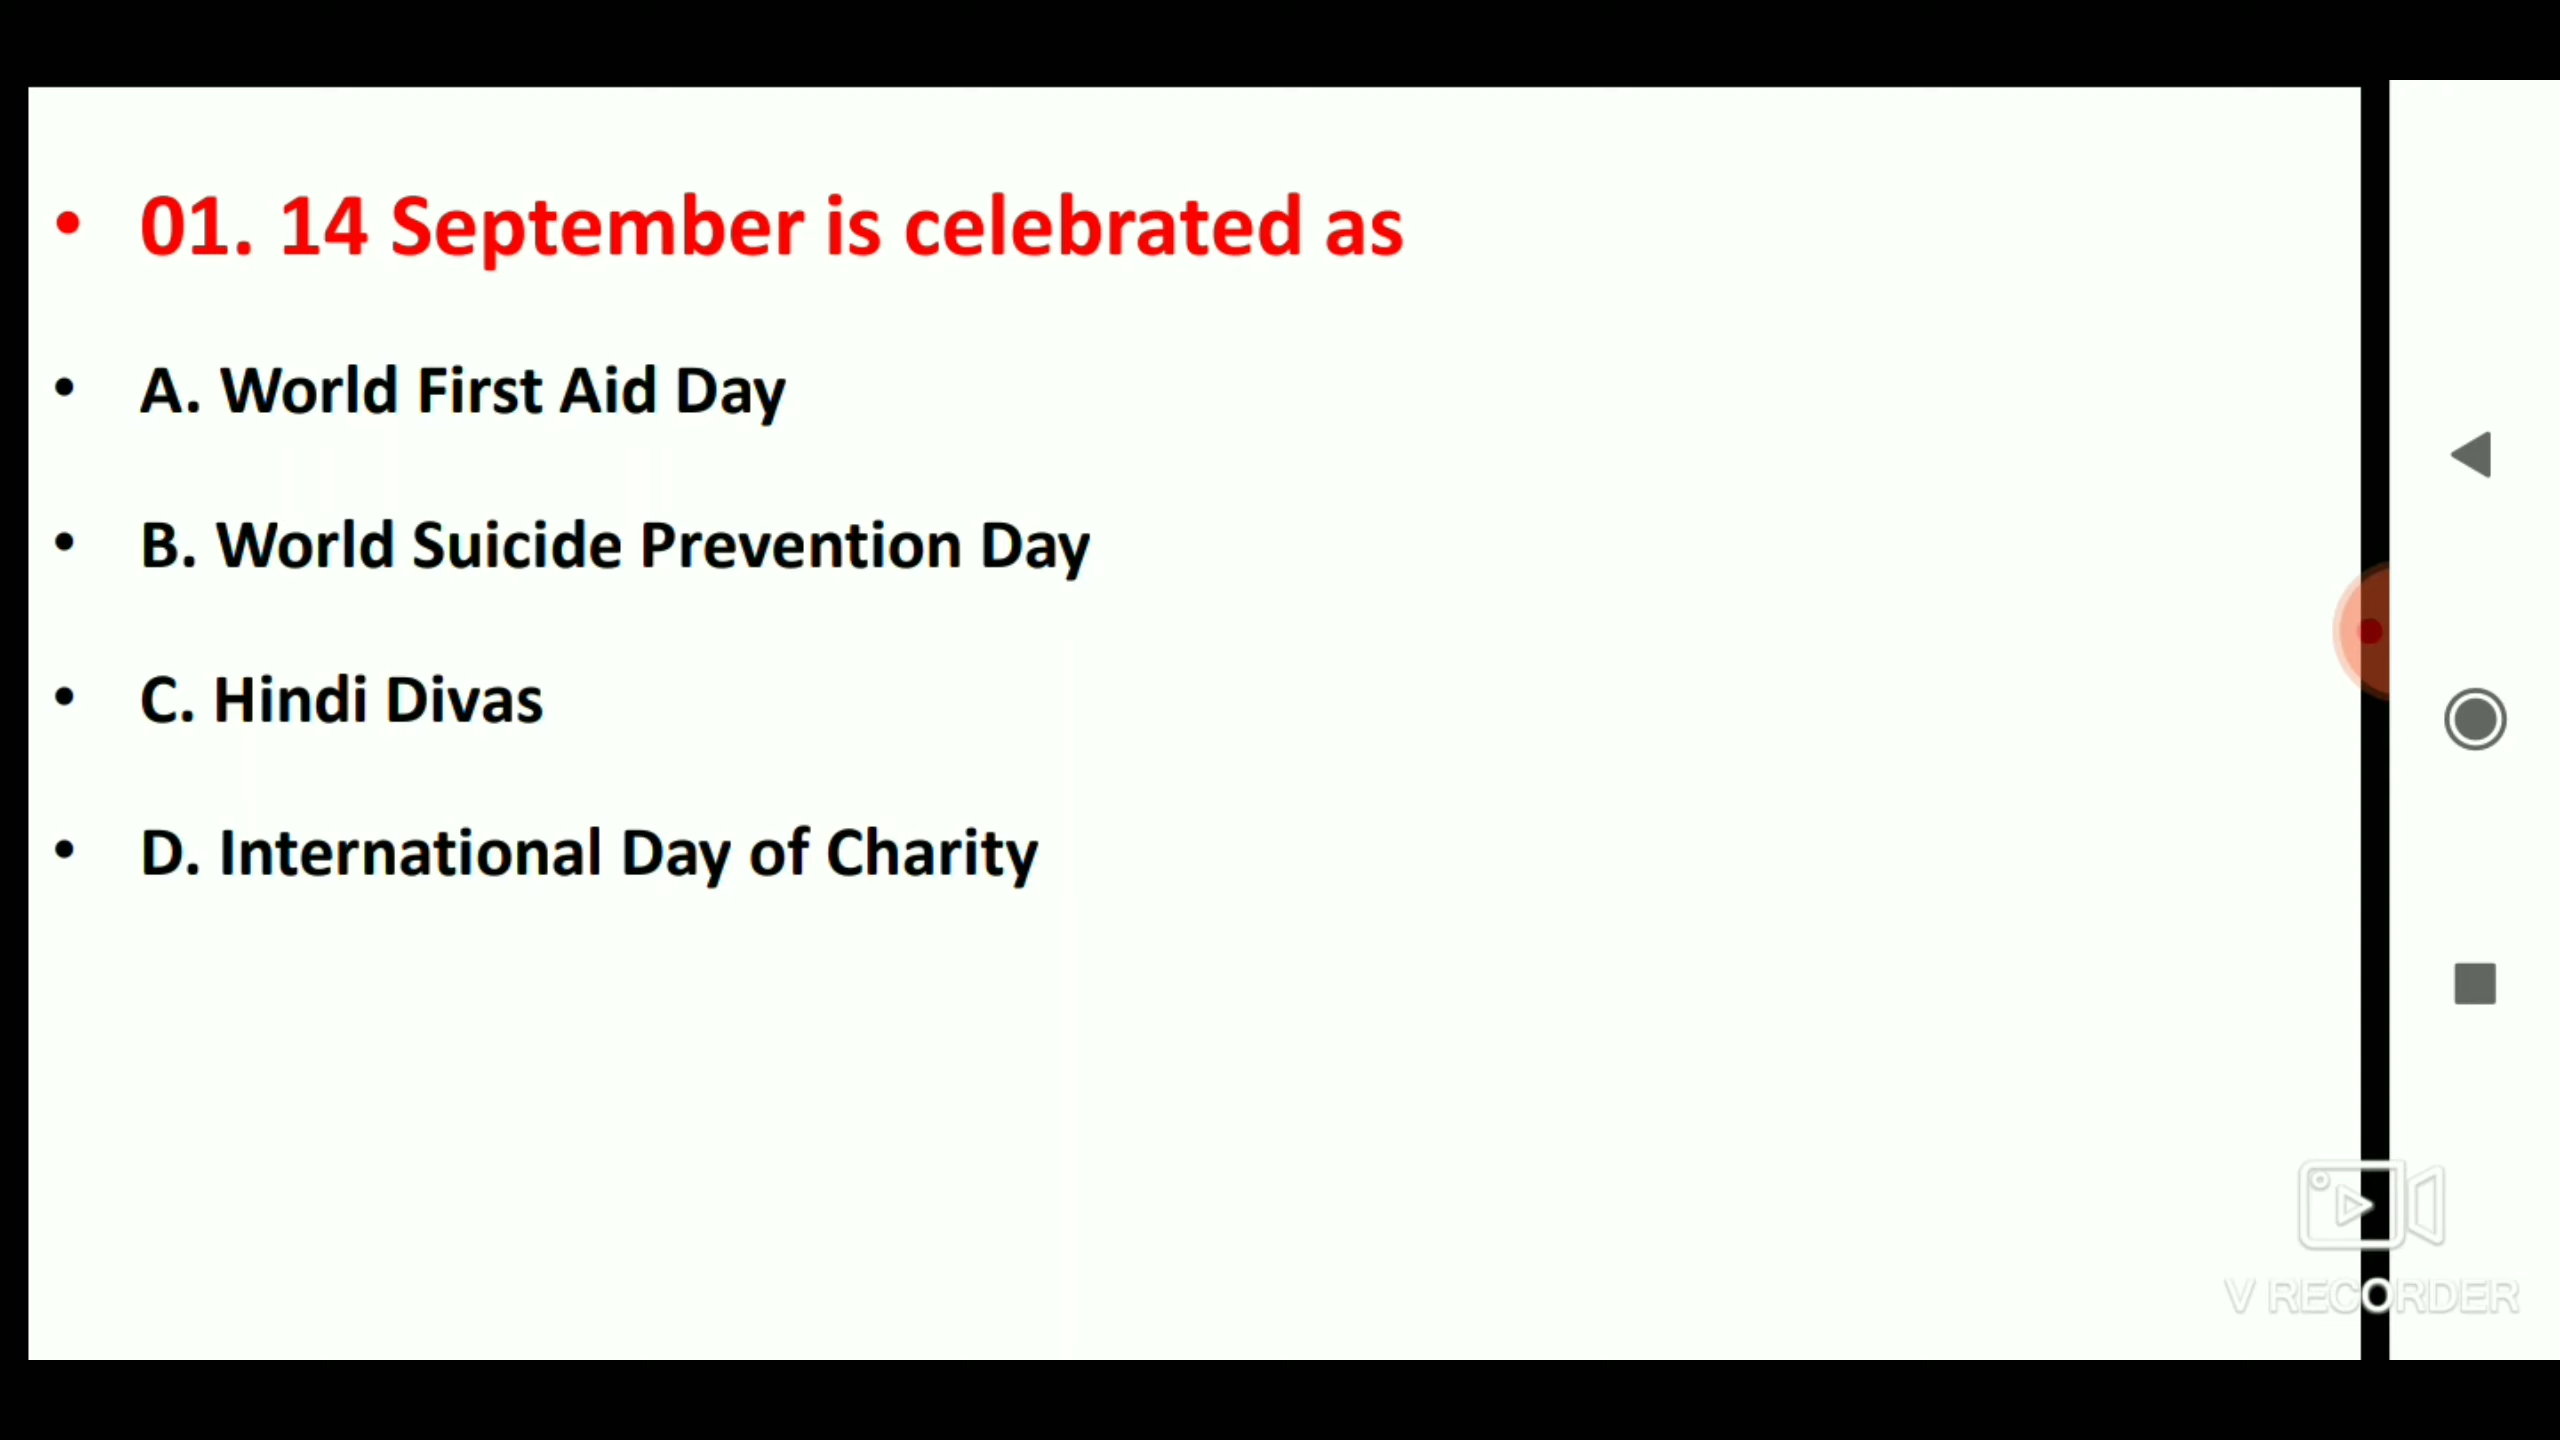 • 01. 14 September is celebrated as
• A. World First Aid Day
• B. World Suicide Prevention Day
• C. Hindi Divas
• D. International Day of Charity
V RECORDER